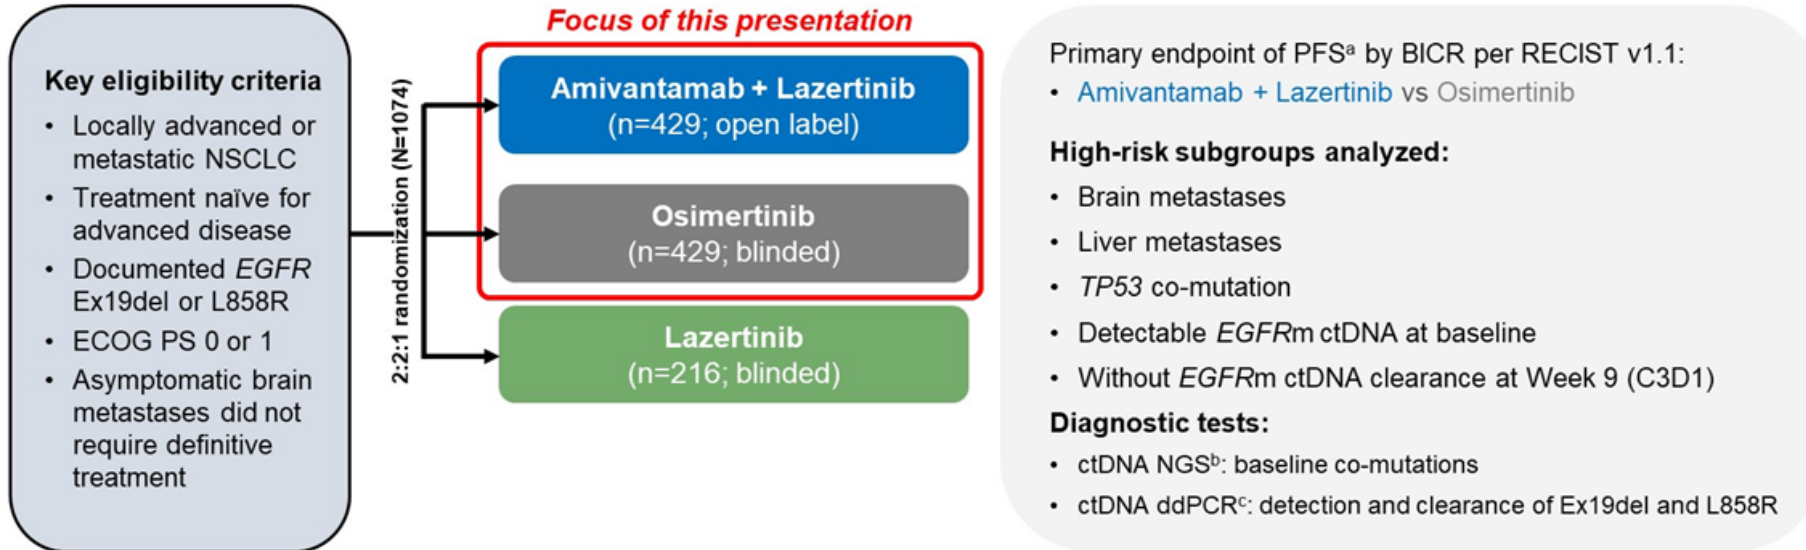 Key eligibility criteria
• Locally advanced or
metastatic NSCLC
• Treatment naïve for
advanced disease
• Documented EGFR
Ex19del or L858R
• ECOG PS 0 or 1
• Asymptomatic brain
metastases did not
require definitive
treatment
2:2:1 randomization (N=1074)
Focus of this presentation
Amivantamab + Lazertinib
(n=429; open label)
Osimertinib
(n=429; blinded)
Lazertinib
(n=216; blinded)
Primary endpoint of PFSᵃ by BICR per RECIST v1.1:
• Amivantamab + Lazertinib vs Osimertinib
High-risk subgroups analyzed:
• Brain metastases
• Liver metastases
• TP53 co-mutation
• Detectable EGFRm ctDNA at baseline
• Without EGFRm ctDNA clearance at Week 9 (C3D1)
Diagnostic tests:
• ctDNA NGSᵇ: baseline co-mutations
• ctDNA ddPCRᶜ: detection and clearance of Ex19del and L858R